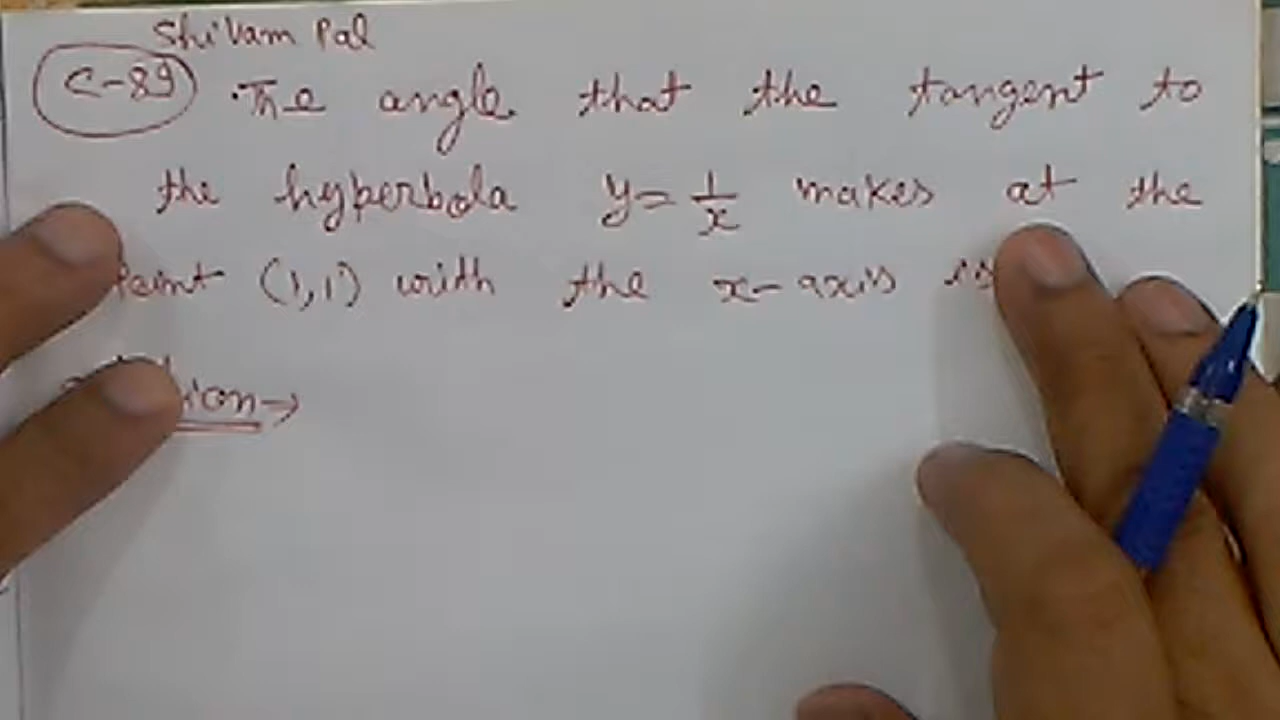 Shivam Pal
C-89 The angle that the tangent to
the hyperbola y = 1/x makes at the
Point (1,1) with the x-axis is